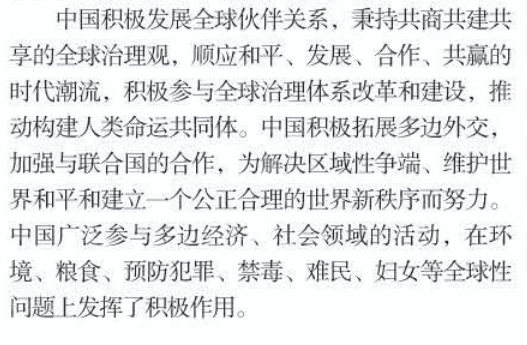 中国积极发展全球伙伴关系，秉持共商共建共
享的全球治理观，顺应和平、发展、合作、共赢的
时代潮流，积极参与全球治理体系改革和建设，推
动构建人类命运共同体。中国积极拓展多边外交，
加强与联合国的合作，为解决区域性争端、维护世
界和平和建立一个公正合理的世界新秩序而努力。
中国广泛参与多边经济、社会领域的活动，在环
境、粮食、预防犯罪、禁毒、难民、妇女等全球性
问题上发挥了积极作用。